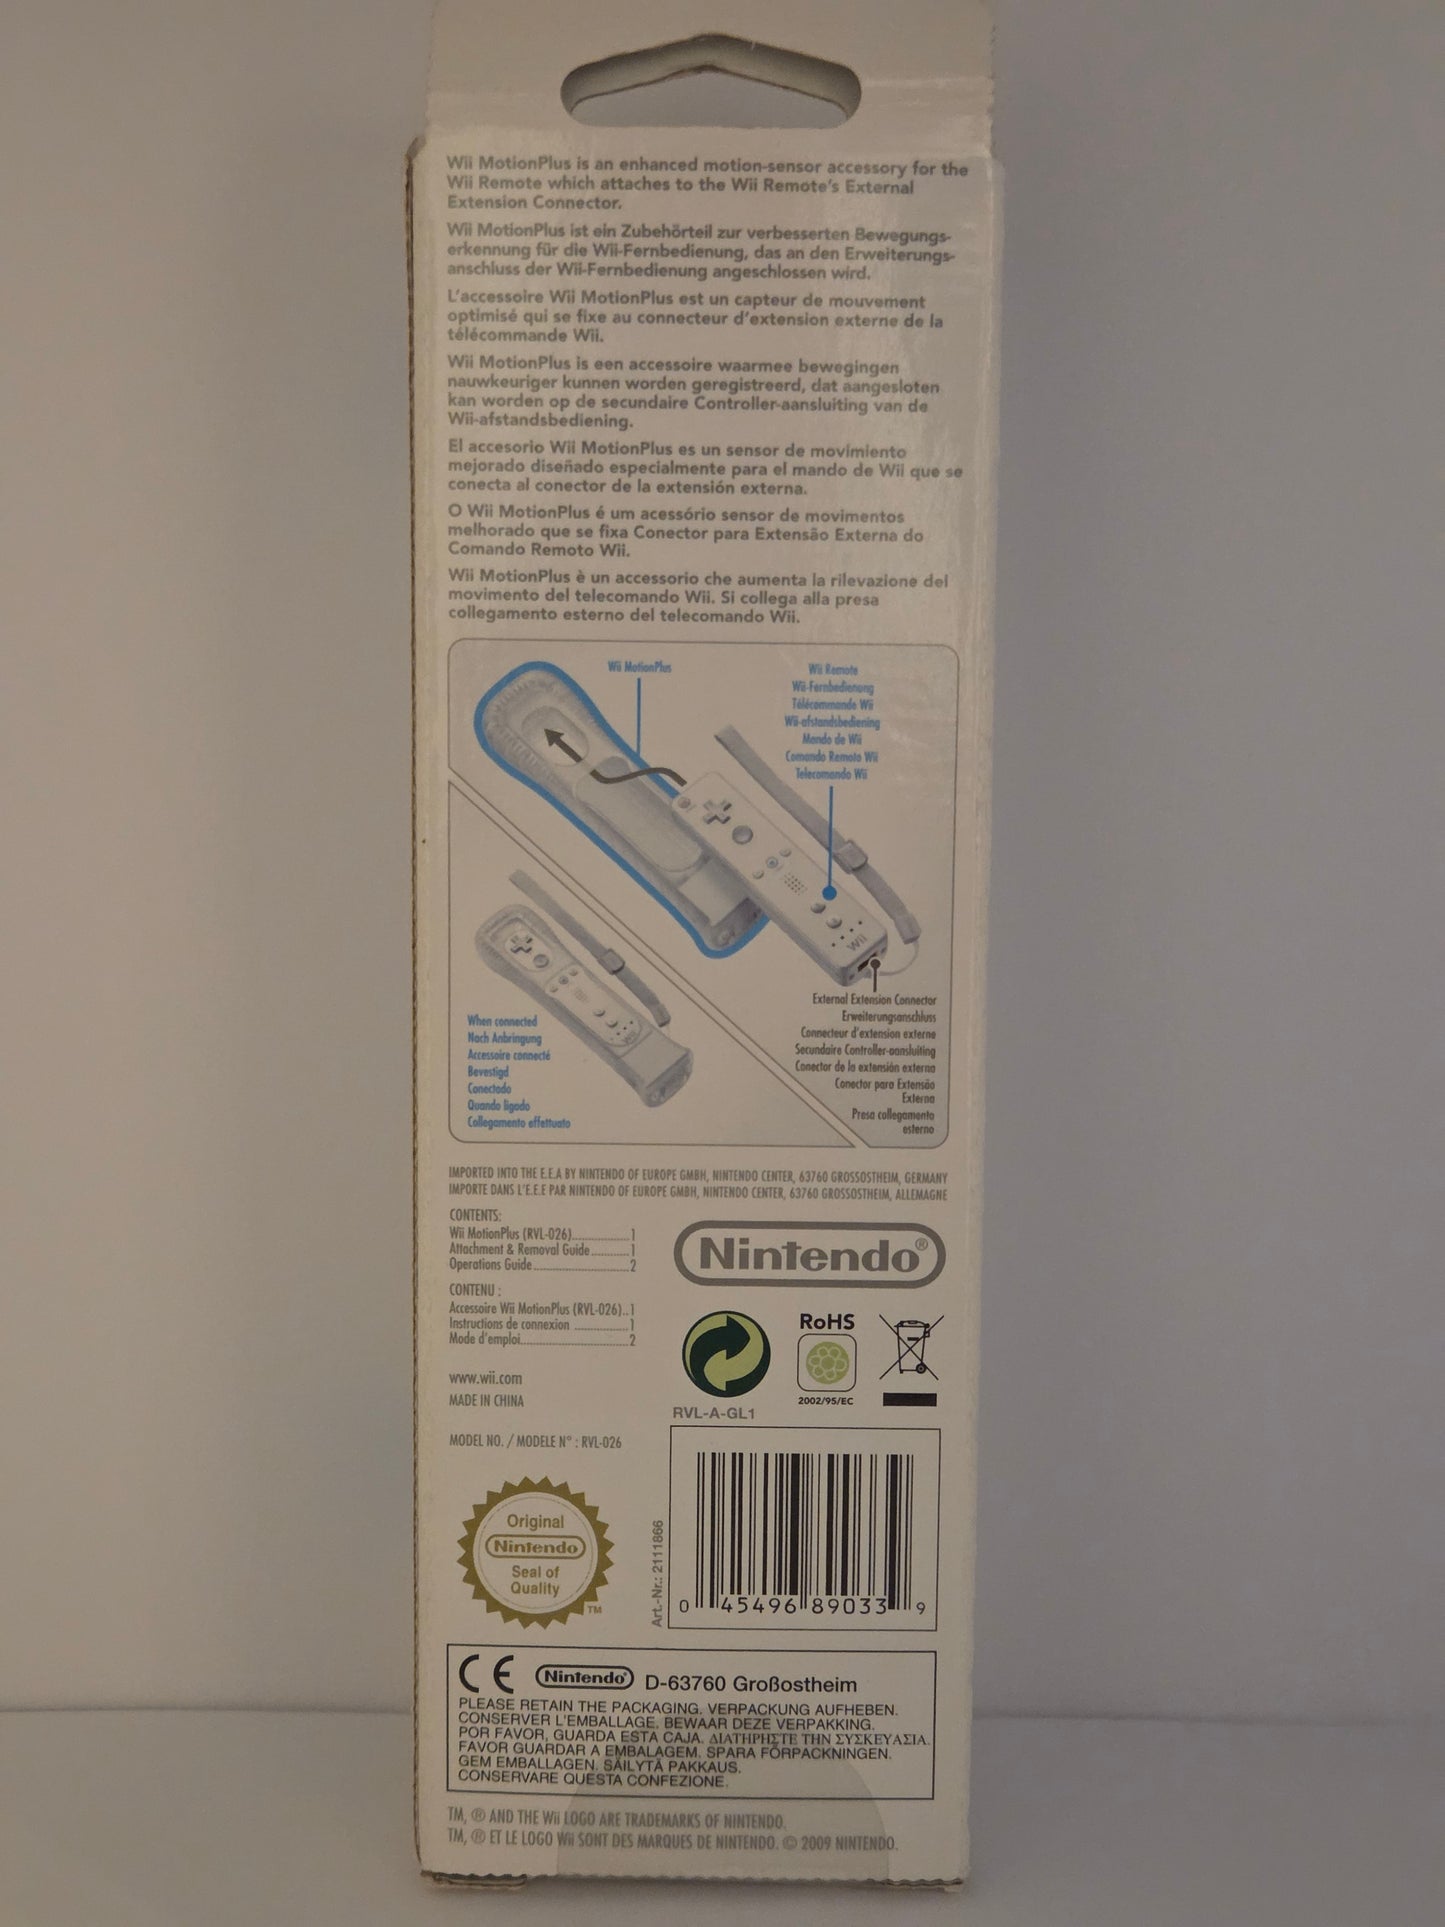 Wii MotionPlus is an enhanced motion-sensor accessory for the
Wii Remote which attaches to the Wii Remote's External
Extension Connector.
Wii MotionPlus ist ein Zubehörteil zur verbesserten Bewegungs-
erkennung für die Wii-Fernbedienung, das an den Erweiterungs-
anschluss der Wii-Fernbedienung angeschlossen wird.
L'accessoire Wii MotionPlus est un capteur de mouvement
optimisé qui se fixe au connecteur d'extension externe de la
télécommande Wii.
Wii MotionPlus is een accessoire waarmee bewegingen
nauwkeuriger kunnen worden geregistreerd, dat aangesloten
kan worden op de secundaire Controller-aansluiting van de
Wii-afstandsbediening.
El accesorio Wii MotionPlus es un sensor de movimiento
mejorado diseñado especialmente para el mando de Wii que se
conecta al conector de la extensión externa.
O Wii MotionPlus é um acessório sensor de movimentos
melhorado que se fixa Conector para Extensão Externa do
Comando Remoto Wii.
Wii MotionPlus è un accessorio che aumenta la rilevazione del
movimento del telecomando Wii. Si collega alla presa
collegamento esterno del telecomando Wii.
Wii MotionPlus
Wii Remote
Wii-Fernbedienung
Télécommande Wii
Wii-afstandsbediening
Mando de Wii
Comando Remoto Wii
Telecomando Wii
Wii
External Extension Connector
Erweiterungsanschluss
Connecteur d'extension externe
Secundaire Controller-aansluiting
Conector de la extensión externa
Conector para Extensão
Externa
Presa collegamento
esterno
When connected
Nach Anbringung
Accessoire connecté
Bevestigd
Conectado
Quando ligado
Collegamento effettuato
IMPORTED INTO THE E.E.A BY NINTENDO OF EUROPE GMBH, NINTENDO CENTER, 63760 GROSSOSTHEIM, GERMANY
IMPORTE DANS L'E.E.E PAR NINTENDO OF EUROPE GMBH, NINTENDO CENTER, 63760 GROSSOSTHEIM, ALLEMAGNE
CONTENTS:
Wii MotionPlus (RVL-026)..............1
Attachment & Removal Guide.........1
Operations Guide........................2
CONTENU :
Accessoire Wii MotionPlus (RVL-026)..1
Instructions de connexion .............1
Mode d'emploi...........................2
www.wii.com
MADE IN CHINA
MODEL NO. / MODELE N° : RVL-026
Nintendo®
RoHS
2002/95/EC
RVL-A-GL1
Original
Nintendo
Seal of
Quality
TM
Art.-Nr.: 2111866
0 45496 89033 9
CE Nintendo® D-63760 Großostheim
PLEASE RETAIN THE PACKAGING. VERPACKUNG AUFHEBEN.
CONSERVER L'EMBALLAGE. BEWAAR DEZE VERPAKKING.
POR FAVOR, GUARDA ESTA CAJA. ΔΙΑΤΗΡΗΣΤΕ ΤΗΝ ΣΥΣΚΕΥΑΣΙΑ.
FAVOR GUARDAR A EMBALAGEM. SPARA FÖRPACKNINGEN.
GEM EMBALLAGEN. SÄILYTÄ PAKKAUS.
CONSERVARE QUESTA CONFEZIONE.
TM, ® AND THE Wii LOGO ARE TRADEMARKS OF NINTENDO.
TM, ® ET LE LOGO Wii SONT DES MARQUES DE NINTENDO. © 2009 NINTENDO.